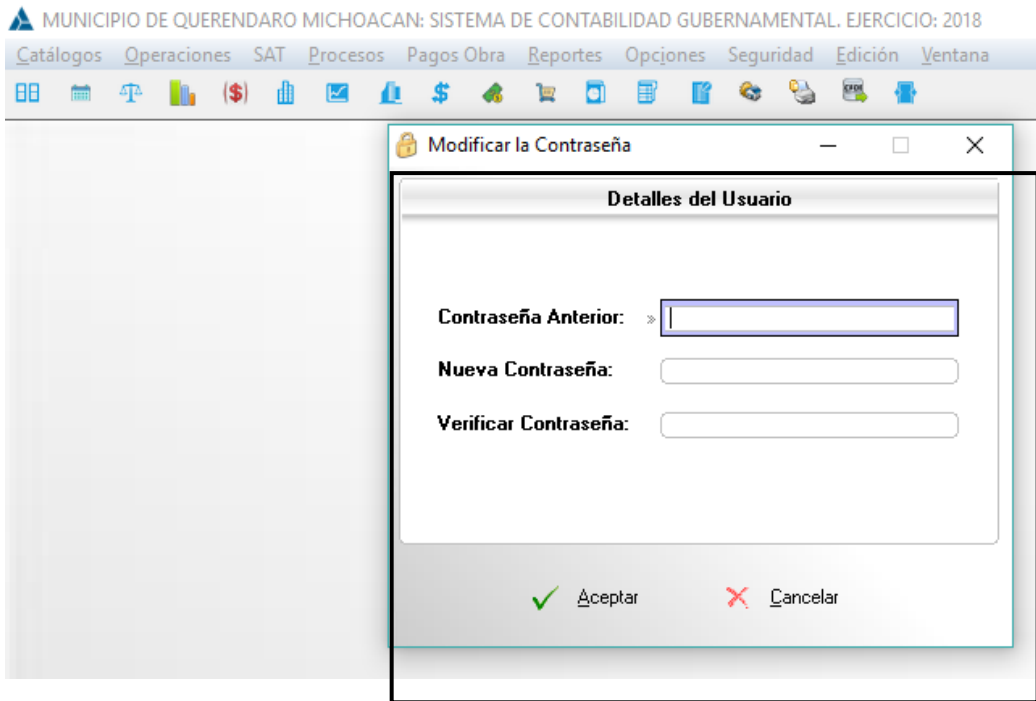 MUNICIPIO DE QUERENDARO MICHOACAN: SISTEMA DE CONTABILIDAD GUBERNAMENTAL. EJERCICIO: 2018
Catálogos Operaciones SAT Procesos Pagos Obra Reportes Opciones Seguridad Edición Ventana
($) $
Modificar la Contraseña
Detalles del Usuario
Contraseña Anterior: »
Nueva Contraseña:
Verificar Contraseña:
Aceptar Cancelar